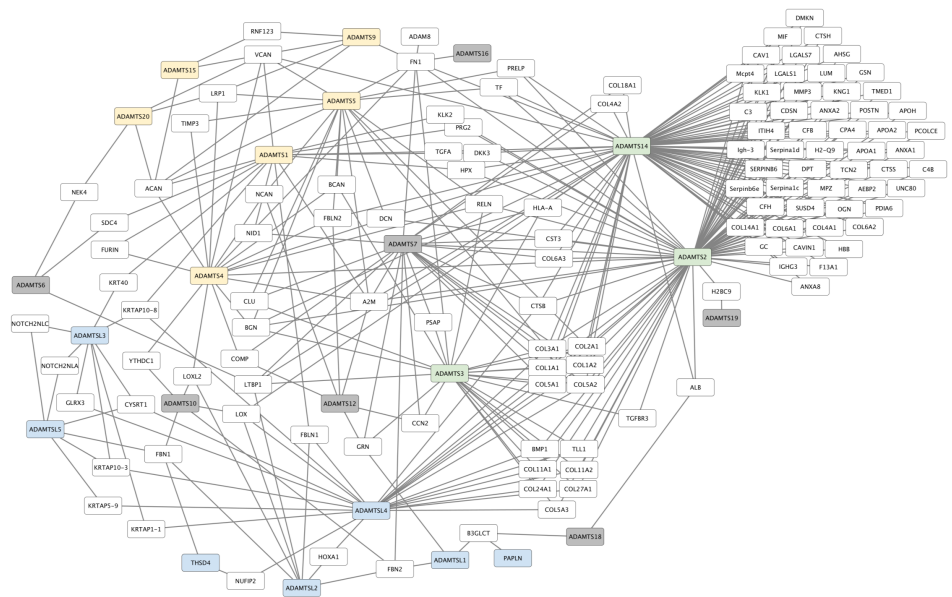 DMKN
RNF123
ADAMTS9
ADAM8
MIF
CTSH
VCAN
ADAMTS16
FN1
CAV1
LGALS7
AHSG
ADAMTS15
PRELP
Mcpt4
LGALS1
LUM
GSN
LRP1
TF
COL18A1
KLK1
MMP3
KNG1
TMED1
ADAMTS5
COL4A2
ADAMTS20
TIMP3
KLK2
C3
CDSN
ANXA2
POSTN
APOH
PRG2
ITIH4
CFB
CPA4
APOA2
PCOLCE
ADAMTS1
TGFA
DKK3
ADAMTS14
Igh-3
Serpina1d
H2-Q9
APOA1
ANXA1
HPX
SERPINB6
DPT
TCN2
CTSS
C4B
NEK4
ACAN
NCAN
BCAN
Serpinb6e
Serpina1c
MPZ
AEBP2
UNC80
RELN
HLA-A
CFH
SUSD4
OGN
PDIA6
SDC4
NID1
FBLN2
DCN
COL14A1
COL6A1
COL4A1
COL6A2
FURIN
ADAMTS7
CST3
GC
CAVIN1
HBB
COL6A3
ADAMTS2
IGHG3
F13A1
ADAMTS6
KRT40
ADAMTS4
ANXA8
H2BC9
CLU
A2M
CTSB
KRTAP10-8
ADAMTS19
NOTCH2NLC
ADAMTSL3
BGN
PSAP
COL3A1
COL2A1
COMP
NOTCH2NLA
YTHDC1
COL1A1
COL1A2
ADAMTS3
LOXL2
LTBP1
COL5A1
COL5A2
ALB
GLRX3
CYSRT1
ADAMTS10
ADAMTS12
LOX
TGFBR3
CCN2
ADAMTSL5
FBLN1
GRN
BMP1
TLL1
FBN1
KRTAP10-3
COL11A1
COL11A2
COL24A1
COL27A1
KRTAP5-9
ADAMTSL4
COL5A3
KRTAP1-1
B3GLCT
ADAMTS18
THSD4
HOXA1
ADAMTSL1
PAPLN
FBN2
NUFIP2
ADAMTSL2